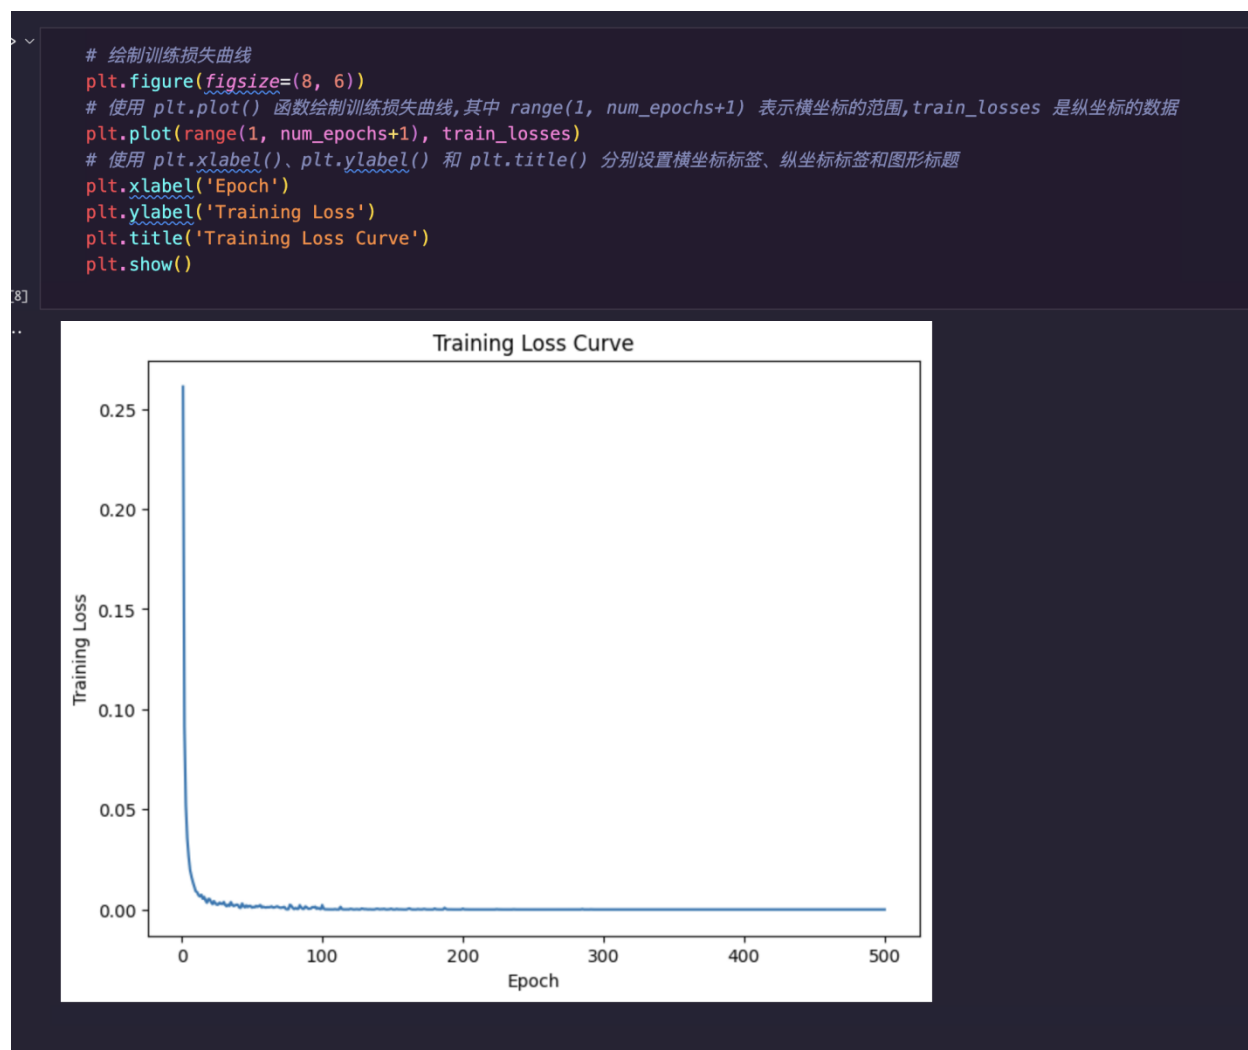 # 绘制训练损失曲线
plt.figure(figsize=(8, 6))
# 使用 plt.plot() 函数绘制训练损失曲线,其中 range(1, num_epochs+1) 表示横坐标的范围,train_losses 是纵坐标的数据
plt.plot(range(1, num_epochs+1), train_losses)
# 使用 plt.xlabel()、plt.ylabel() 和 plt.title() 分别设置横坐标标签、纵坐标标签和图形标题
plt.xlabel('Epoch')
plt.ylabel('Training Loss')
plt.title('Training Loss Curve')
plt.show()
[8]
Training Loss Curve
0.25
0.20
0.15
0.10
0.05
0.00
Training Loss
0 100 200 300 400 500
Epoch